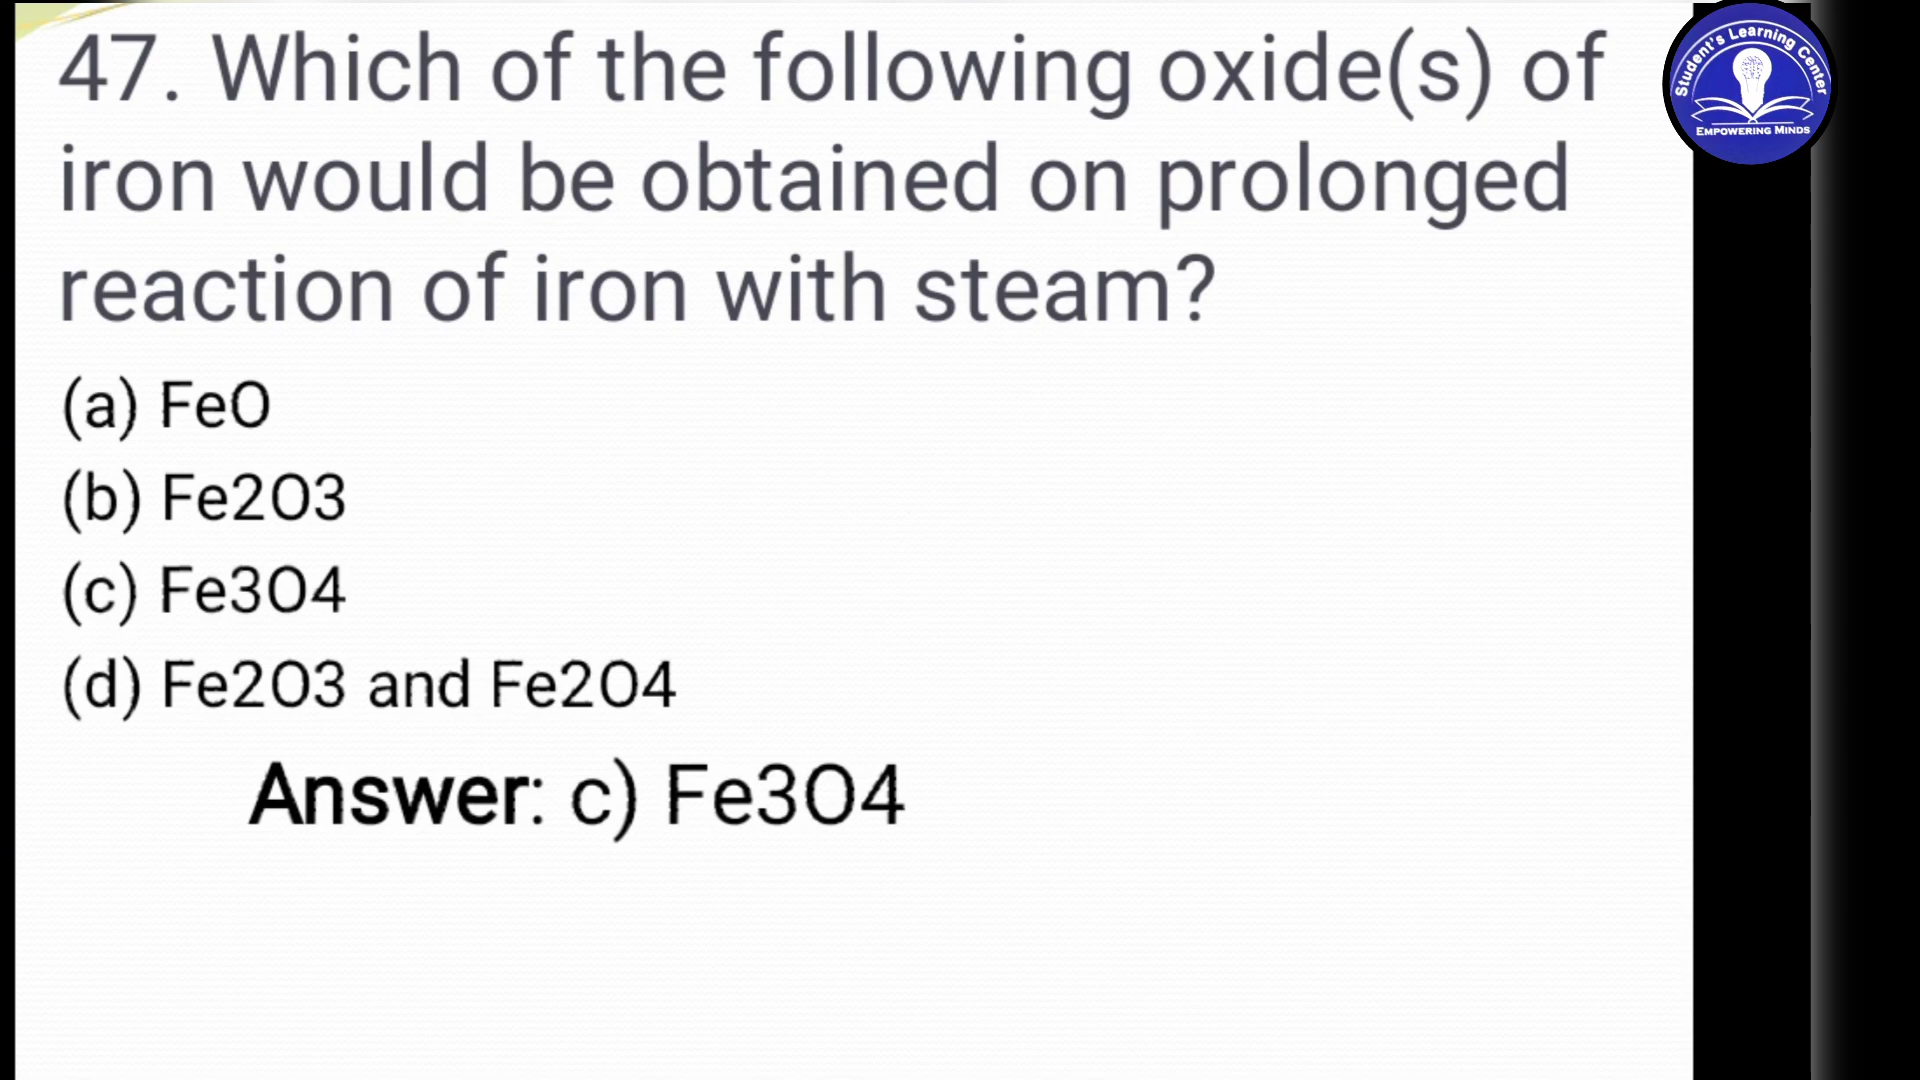 47. Which of the following oxide(s) of
iron would be obtained on prolonged
reaction of iron with steam?
(a) FeO
(b) Fe2O3
(c) Fe3O4
(d) Fe2O3 and Fe2O4
Answer: c) Fe3O4
Student's Learning Center
EMPOWERING MINDS